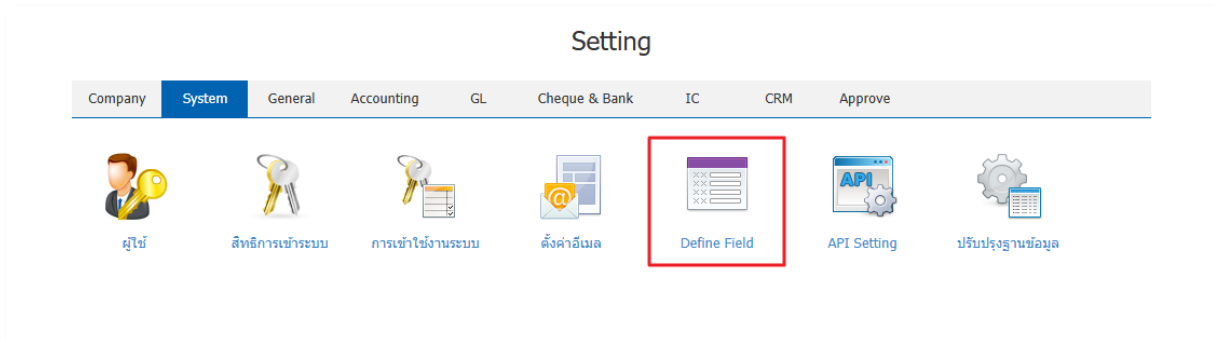 Setting
Company System General Accounting GL Cheque & Bank IC CRM Approve
API
ผู้ใช้ สิทธิการเข้าระบบ การเข้าใช้งานระบบ ตั้งค่าอีเมล Define Field API Setting ปรับปรุงฐานข้อมูล